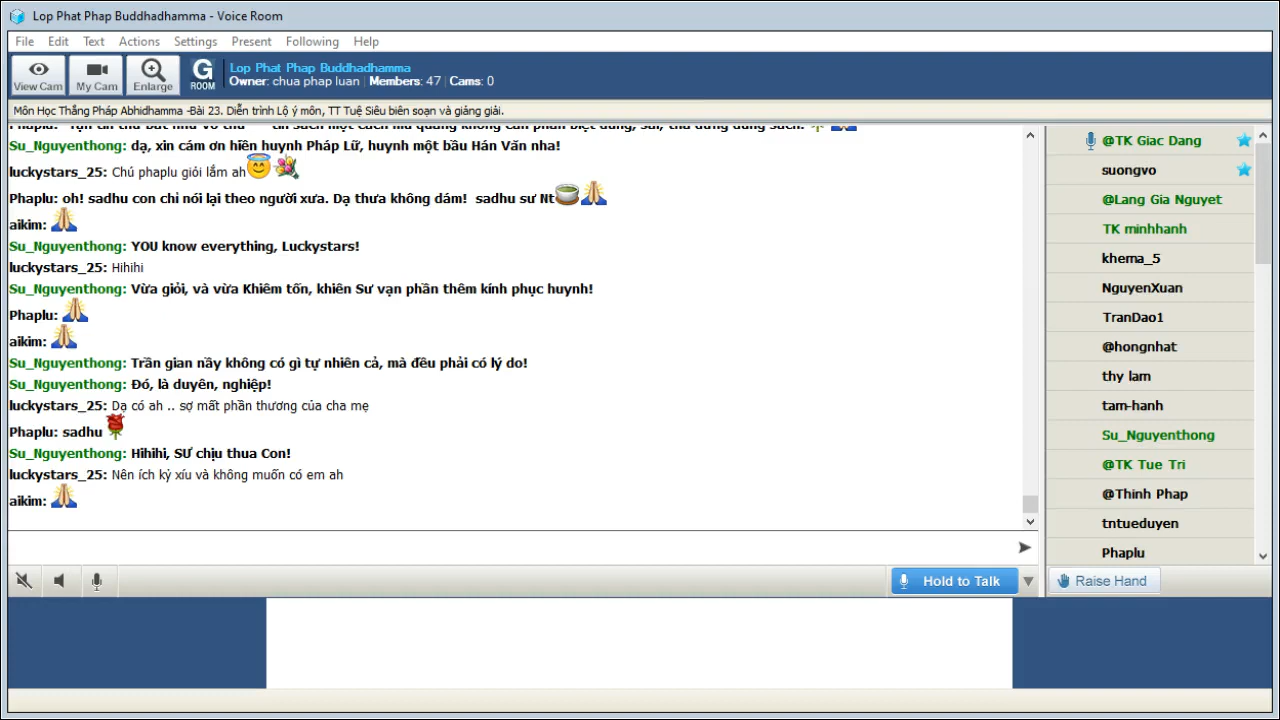 Lop Phat Phap Buddhadhamma - Voice Room
File Edit Text Actions Settings Present Following Help
View Cam My Cam Enlarge G ROOM
Lop Phat Phap Buddhadhamma
Owner: chua phap luan | Members: 47 | Cams: 0
Môn Học Thắng Pháp Abhidhamma -Bài 23. Diễn trình Lộ ý môn, TT Tuệ Siêu biên soạn và giảng giải.
Su_Nguyenthong: dạ, xin cám ơn hiền huynh Pháp Lữ, huynh một bầu Hán Văn nha!
luckystars_25: Chú phaplu giỏi lắm ah
Phaplu: oh! sadhu con chỉ nói lại theo người xưa. Dạ thưa không dám! sadhu sư Nt
aikim:
Su_Nguyenthong: YOU know everything, Luckystars!
luckystars_25: Hihihi
Su_Nguyenthong: Vừa giỏi, và vừa Khiêm tốn, khiên Sư vạn phần thêm kính phục huynh!
Phaplu:
aikim:
Su_Nguyenthong: Trần gian nầy không có gì tự nhiên cả, mà đều phải có lý do!
Su_Nguyenthong: Đó, là duyên, nghiệp!
luckystars_25: Dạ có ah .. sợ mất phần thương của cha mẹ
Phaplu: sadhu
Su_Nguyenthong: Hihihi, SƯ chịu thua Con!
luckystars_25: Nên ích kỷ xíu và không muốn có em ah
aikim:
@TK Giac Dang
suongvo
@Lang Gia Nguyet
TK minhhanh
khema_5
NguyenXuan
TranDao1
@hongnhat
thy lam
tam-hanh
Su_Nguyenthong
@TK Tue Tri
@Thinh Phap
tntueduyen
Phaplu
Hold to Talk
Raise Hand